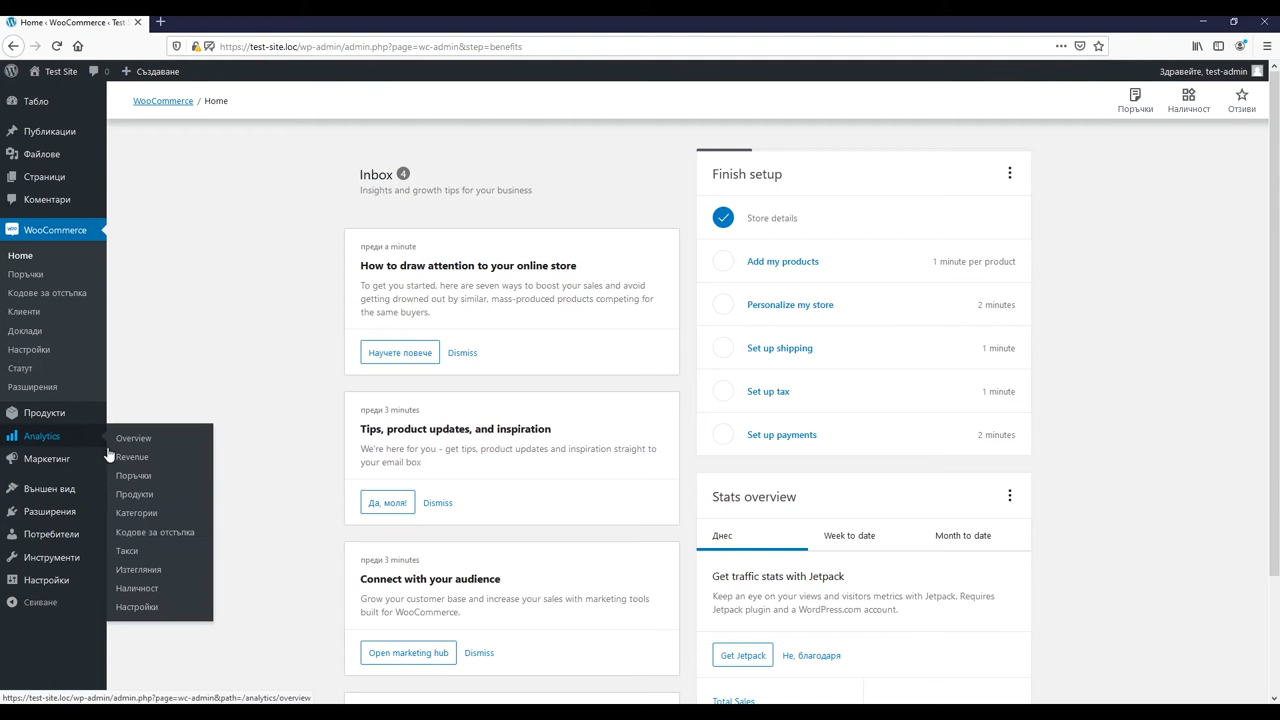 Home ‹ WooCommerce ‹ Test
https://test-site.loc/wp-admin/admin.php?page=wc-admin&step=benefits
Test Site
0
Създаване
Здравейте, test-admin
Табло
Публикации
Файлове
Страници
Коментари
WooCommerce
Home
Поръчки
Кодове за отстъпка
Клиенти
Доклади
Настройки
Статут
Разширения
Продукти
Analytics
Маркетинг
Външен вид
Разширения
Потребители
Инструменти
Настройки
Свиване
Overview
Revenue
Поръчки
Продукти
Категории
Кодове за отстъпка
Такси
Изтегляния
Наличност
Настройки
WooCommerce / Home
Поръчки
Наличност
Отзиви
Inbox 4
Insights and growth tips for your business
преди a minute
How to draw attention to your online store
To get you started, here are seven ways to boost your sales and avoid
getting drowned out by similar, mass-produced products competing for
the same buyers.
Научете повече
Dismiss
преди 3 minutes
Tips, product updates, and inspiration
We're here for you - get tips, product updates and inspiration straight to
your email box
Да, моля!
Dismiss
преди 3 minutes
Connect with your audience
Grow your customer base and increase your sales with marketing tools
built for WooCommerce.
Open marketing hub
Dismiss
Finish setup
Store details
Add my products
1 minute per product
Personalize my store
2 minutes
Set up shipping
1 minute
Set up tax
1 minute
Set up payments
2 minutes
Stats overview
Днес
Week to date
Month to date
Get traffic stats with Jetpack
Keep an eye on your views and visitors metrics with Jetpack. Requires
Jetpack plugin and a WordPress.com account.
Get Jetpack
Не, благодаря
Total Sales
https://test-site.loc/wp-admin/admin.php?page=wc-admin&path=/analytics/overview